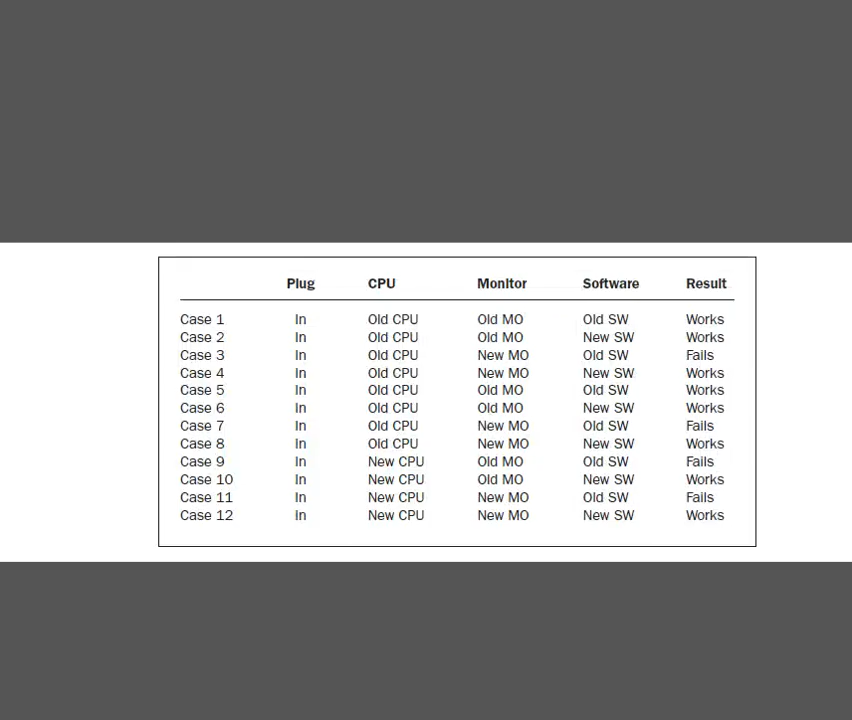 Plug CPU Monitor Software Result
Case 1 In Old CPU Old MO Old SW Works
Case 2 In Old CPU Old MO New SW Works
Case 3 In Old CPU New MO Old SW Fails
Case 4 In Old CPU New MO New SW Works
Case 5 In Old CPU Old MO Old SW Works
Case 6 In Old CPU Old MO New SW Works
Case 7 In Old CPU New MO Old SW Fails
Case 8 In Old CPU New MO New SW Works
Case 9 In New CPU Old MO Old SW Fails
Case 10 In New CPU Old MO New SW Works
Case 11 In New CPU New MO Old SW Fails
Case 12 In New CPU New MO New SW Works